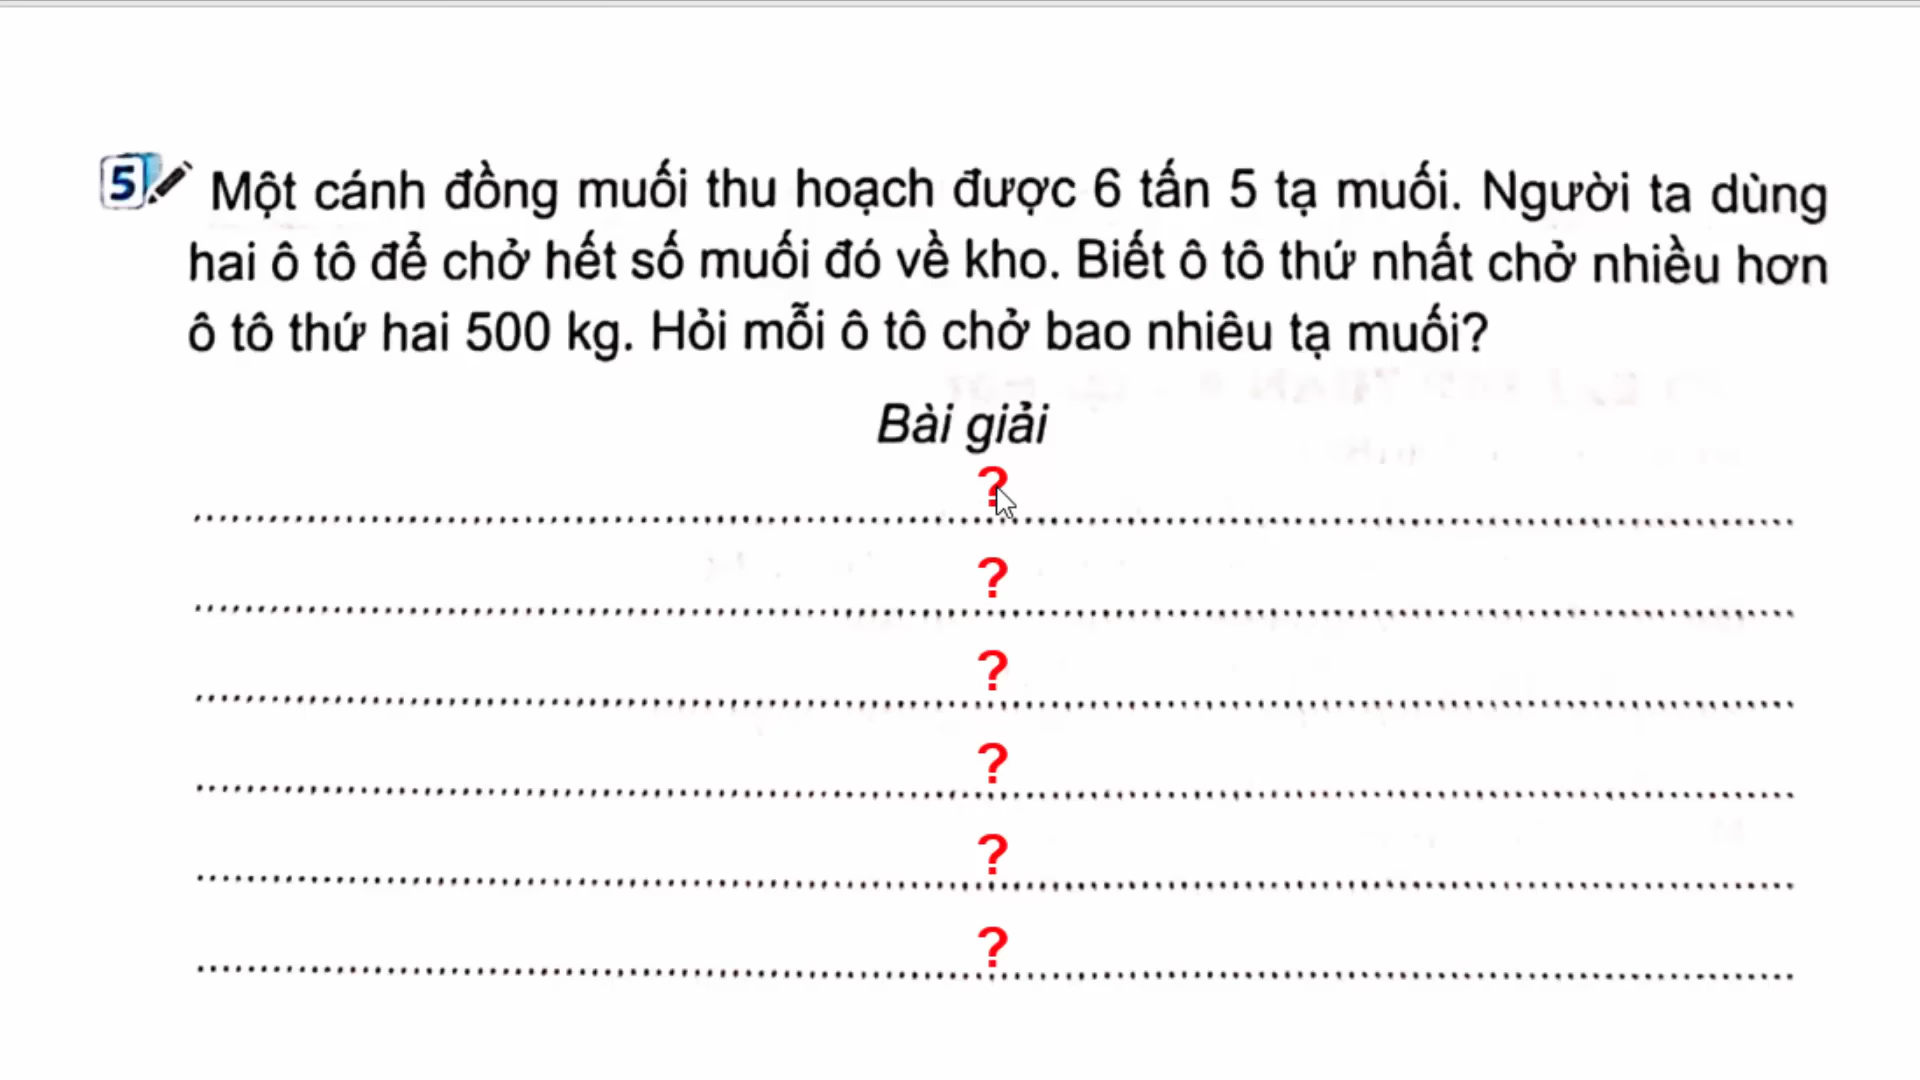 5 Một cánh đồng muối thu hoạch được 6 tấn 5 tạ muối. Người ta dùng
hai ô tô để chở hết số muối đó về kho. Biết ô tô thứ nhất chở nhiều hơn
ô tô thứ hai 500 kg. Hỏi mỗi ô tô chở bao nhiêu tạ muối?
Bài giải
?
?
?
?
?
?